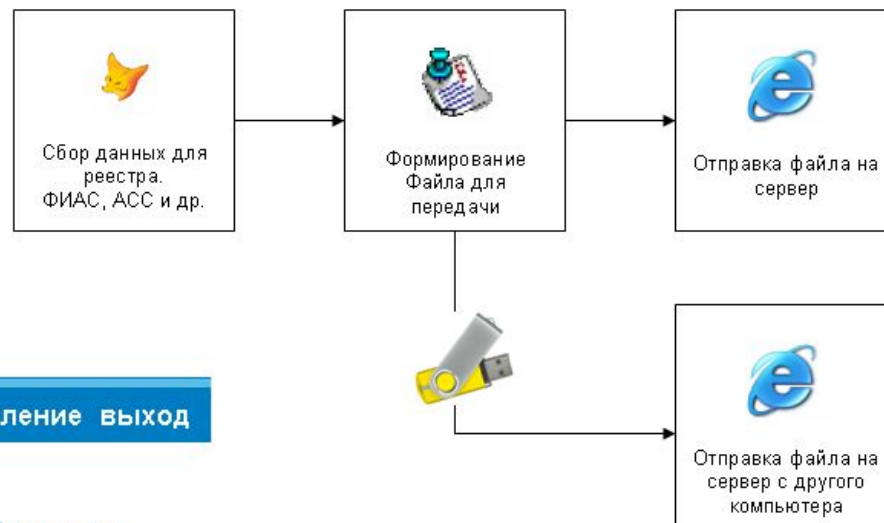 Сбор данных для
реестра.
ФИАС, АСС и др.
Формирование
Файла для
передачи
Отправка файла на
сервер
ление выход
Отправка файла на
сервер с другого
компьютера